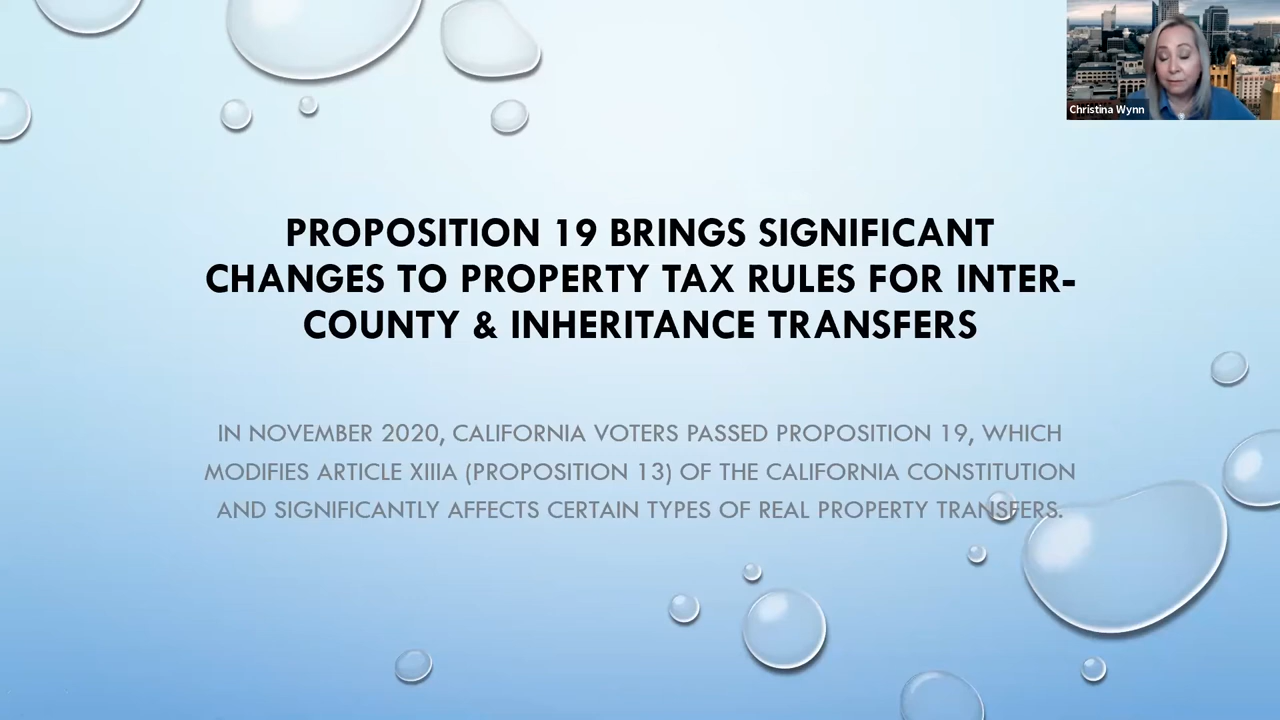 Christina Wynn
PROPOSITION 19 BRINGS SIGNIFICANT
CHANGES TO PROPERTY TAX RULES FOR INTER-
COUNTY & INHERITANCE TRANSFERS
IN NOVEMBER 2020, CALIFORNIA VOTERS PASSED PROPOSITION 19, WHICH
MODIFIES ARTICLE XIIIA (PROPOSITION 13) OF THE CALIFORNIA CONSTITUTION
AND SIGNIFICANTLY AFFECTS CERTAIN TYPES OF REAL PROPERTY TRANSFERS.